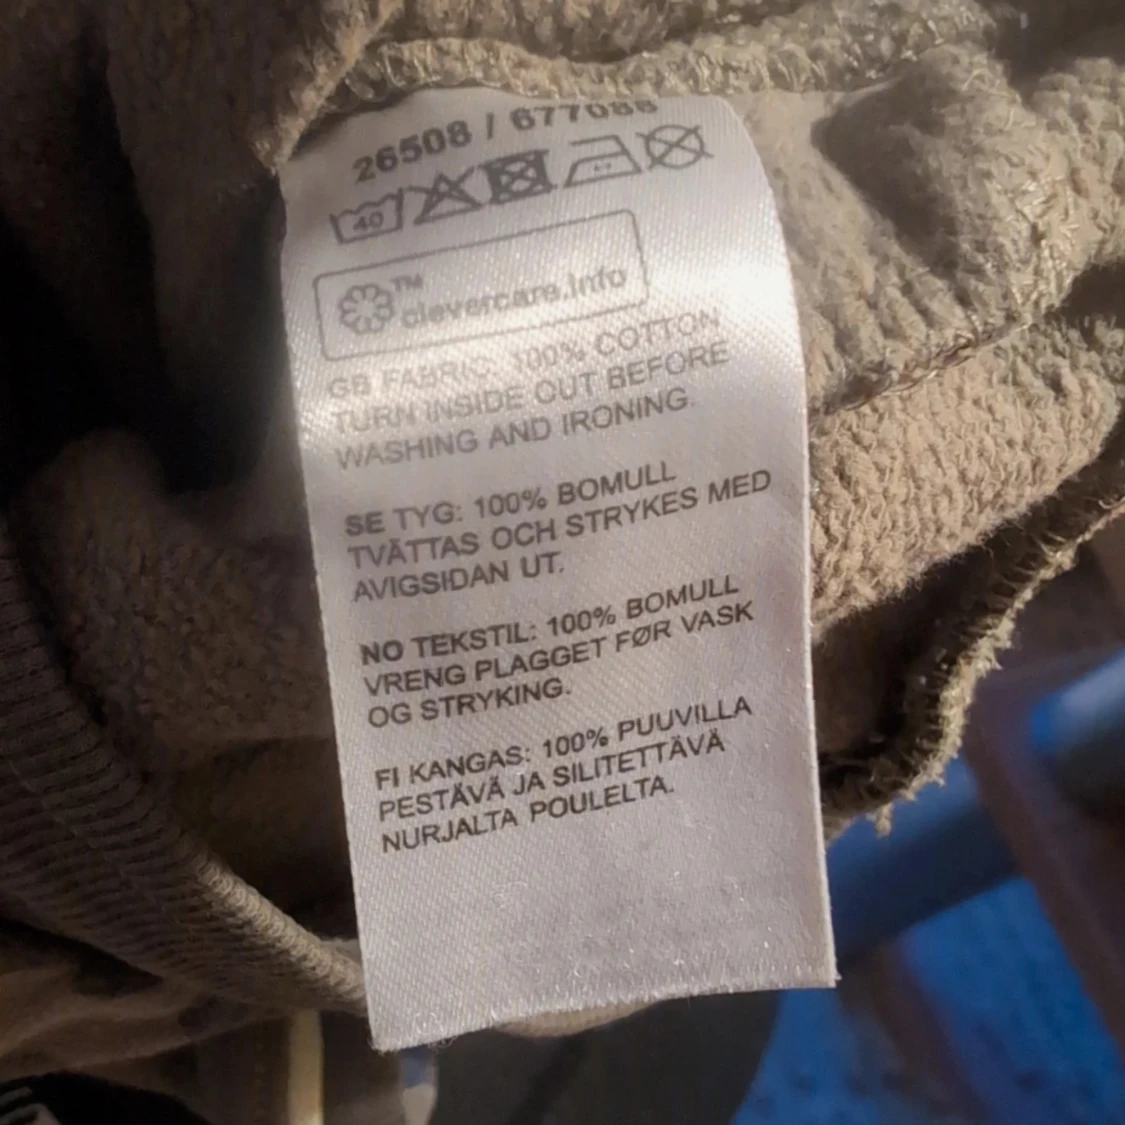 26508 / 677088
40
™ clevercare.info
GB FABRIC: 100% COTTON
TURN INSIDE OUT BEFORE
WASHING AND IRONING.
SE TYG: 100% BOMULL
TVÄTTAS OCH STRYKES MED
AVIGSIDAN UT.
NO TEKSTIL: 100% BOMULL
VRENG PLAGGET FØR VASK
OG STRYKING.
FI KANGAS: 100% PUUVILLA
PESTÄVÄ JA SILITETTÄVÄ
NURJALTA POULELTA.